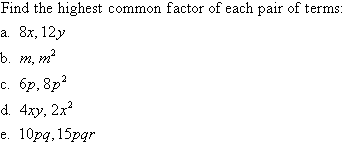 Find the highest common factor of each pair of terms:
a. 8x, 12y
b. m, m²
c. 6p, 8p²
d. 4xy, 2x²
e. 10pq, 15pqr